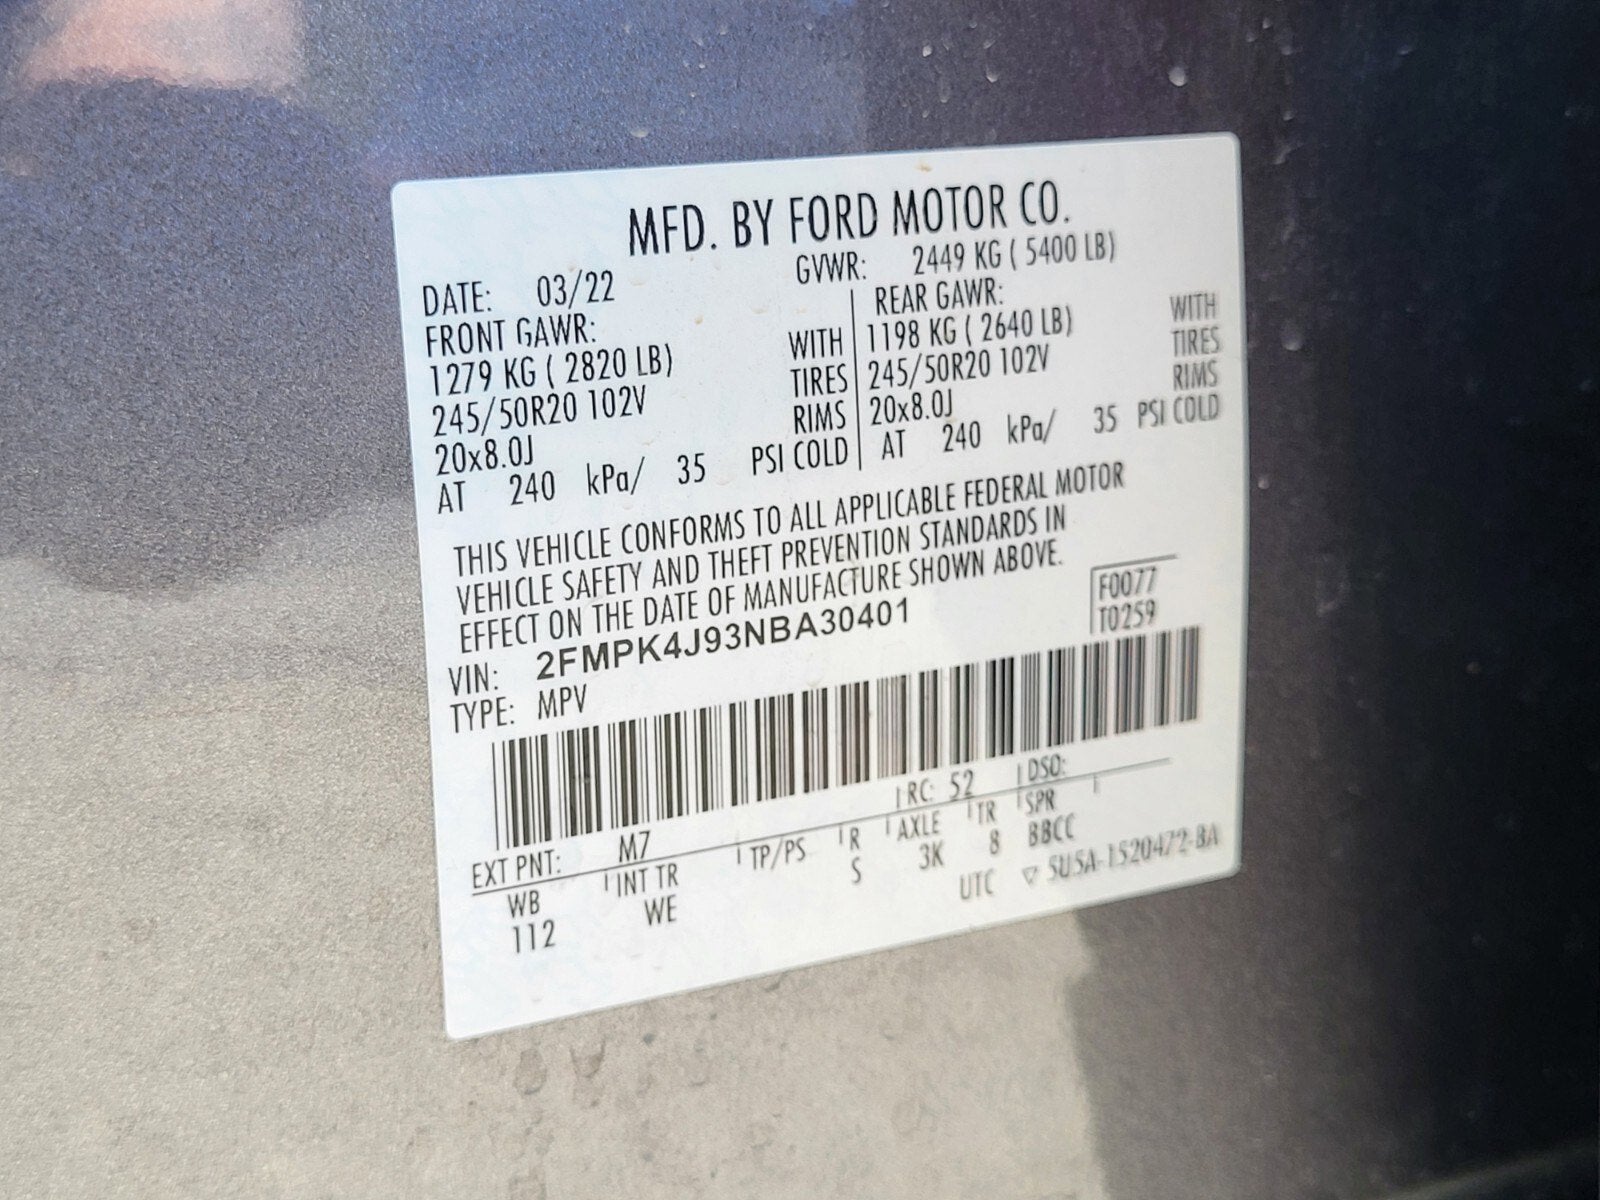 MFD. BY FORD MOTOR CO.
DATE: 03/22 GVWR: 2449 KG ( 5400 LB)
FRONT GAWR: REAR GAWR:
1279 KG ( 2820 LB) WITH 1198 KG ( 2640 LB) WITH
245/50R20 102V TIRES 245/50R20 102V TIRES
20x8.0J RIMS 20x8.0J RIMS
AT 240 kPa/ 35 PSI COLD AT 240 kPa/ 35 PSI COLD
THIS VEHICLE CONFORMS TO ALL APPLICABLE FEDERAL MOTOR
VEHICLE SAFETY AND THEFT PREVENTION STANDARDS IN
EFFECT ON THE DATE OF MANUFACTURE SHOWN ABOVE.
VIN: 2FMPK4J93NBA30401 F0077
TYPE: MPV T0259
EXT PNT: M7 RC: 52 DSO:
WB INT TR TP/PS R AXLE TR SPR
112 WE S 3K 8 BBCC
UTC ▽ 5U5A-1520472-BA